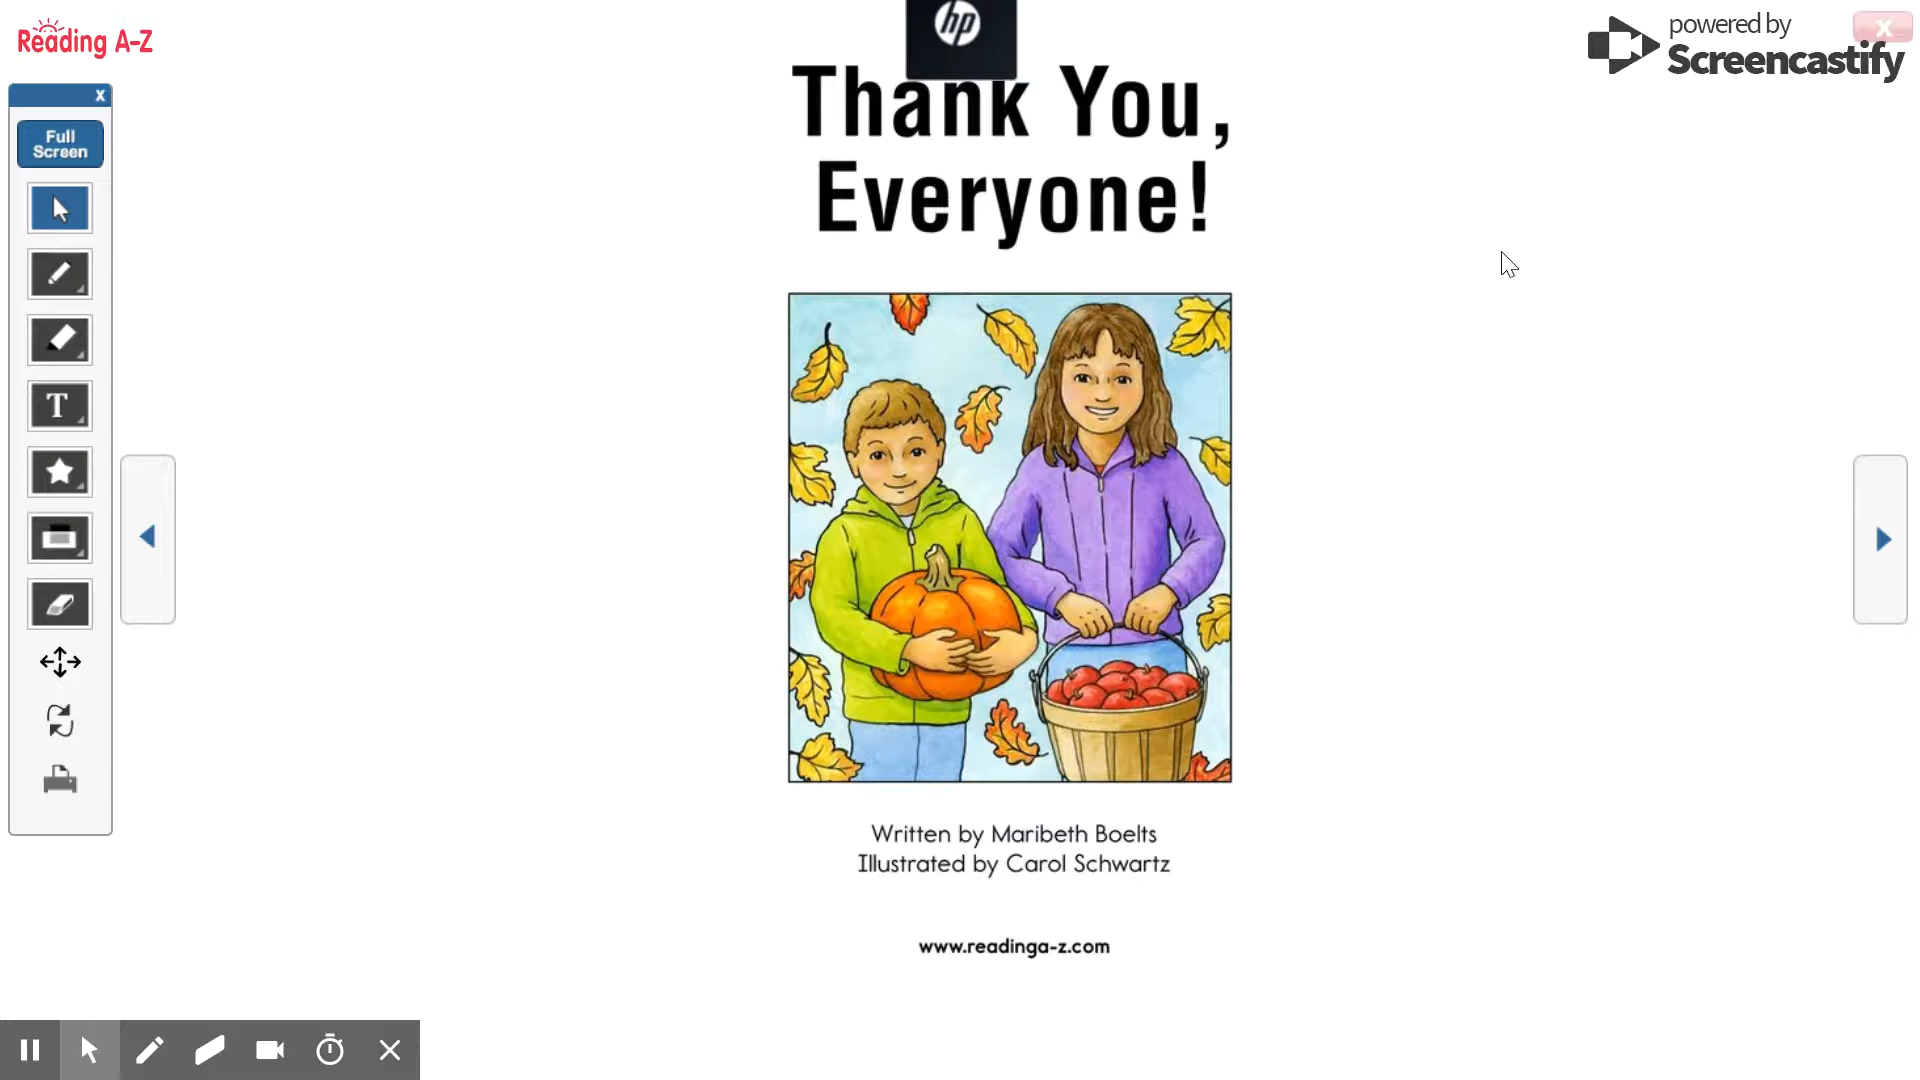 Reading A-Z
hp
powered by
Screencastify
X
x
Full
Screen
T
Thank You,
Everyone!
Written by Maribeth Boelts
Illustrated by Carol Schwartz
www.readinga-z.com